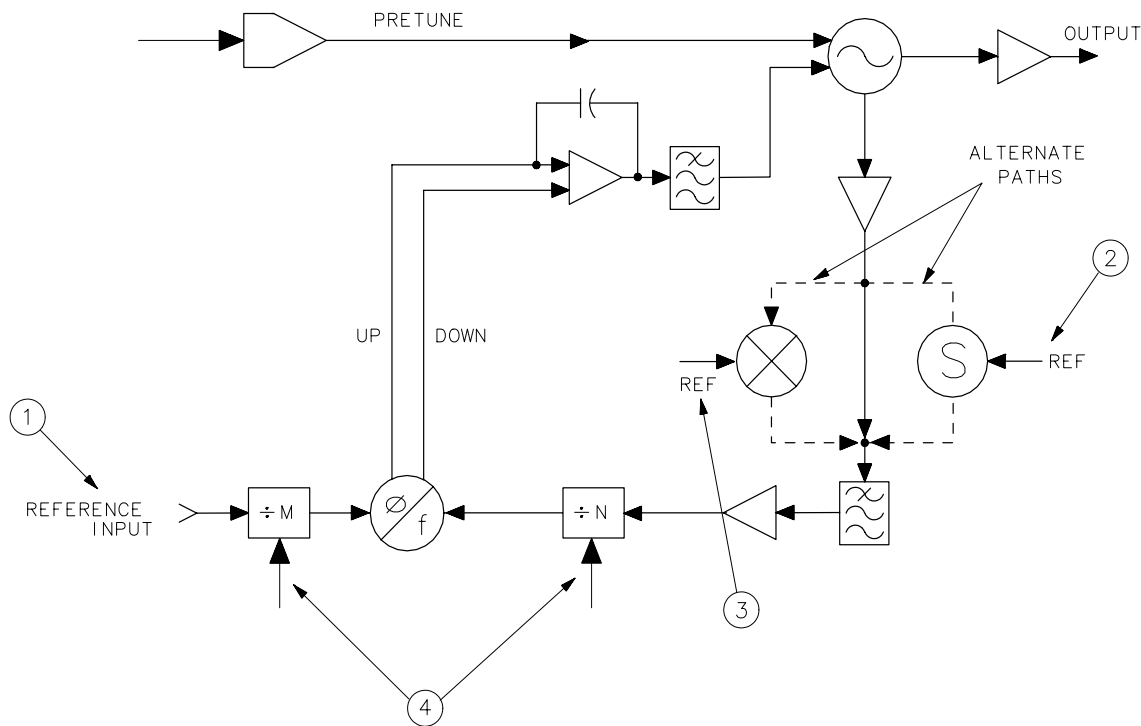 PRETUNE
OUTPUT
ALTERNATE
PATHS
2
UP
DOWN
REF
REF
S
1
REFERENCE
INPUT
÷ M
Ø
f
÷ N
3
4